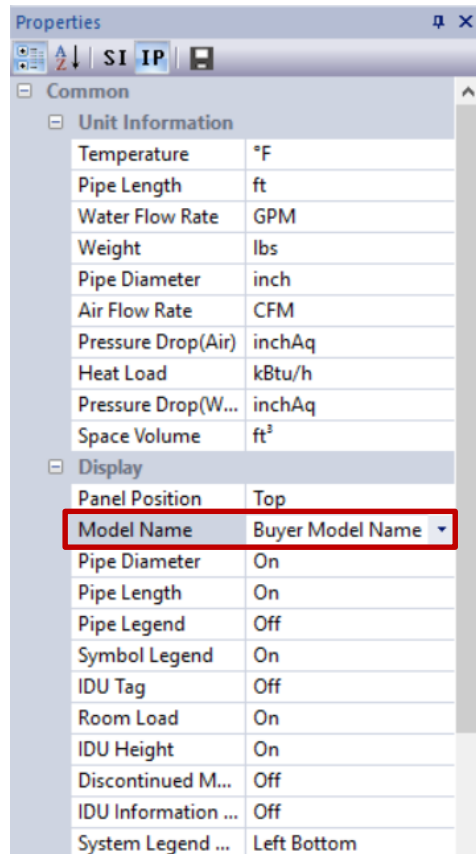 Properties
SI IP
Common
Unit Information
Temperature °F
Pipe Length ft
Water Flow Rate GPM
Weight lbs
Pipe Diameter inch
Air Flow Rate CFM
Pressure Drop(Air) inchAq
Heat Load kBtu/h
Pressure Drop(W... inchAq
Space Volume ft³
Display
Panel Position Top
Model Name Buyer Model Name
Pipe Diameter On
Pipe Length On
Pipe Legend Off
Symbol Legend On
IDU Tag Off
Room Load On
IDU Height On
Discontinued M... Off
IDU Information ... Off
System Legend ... Left Bottom